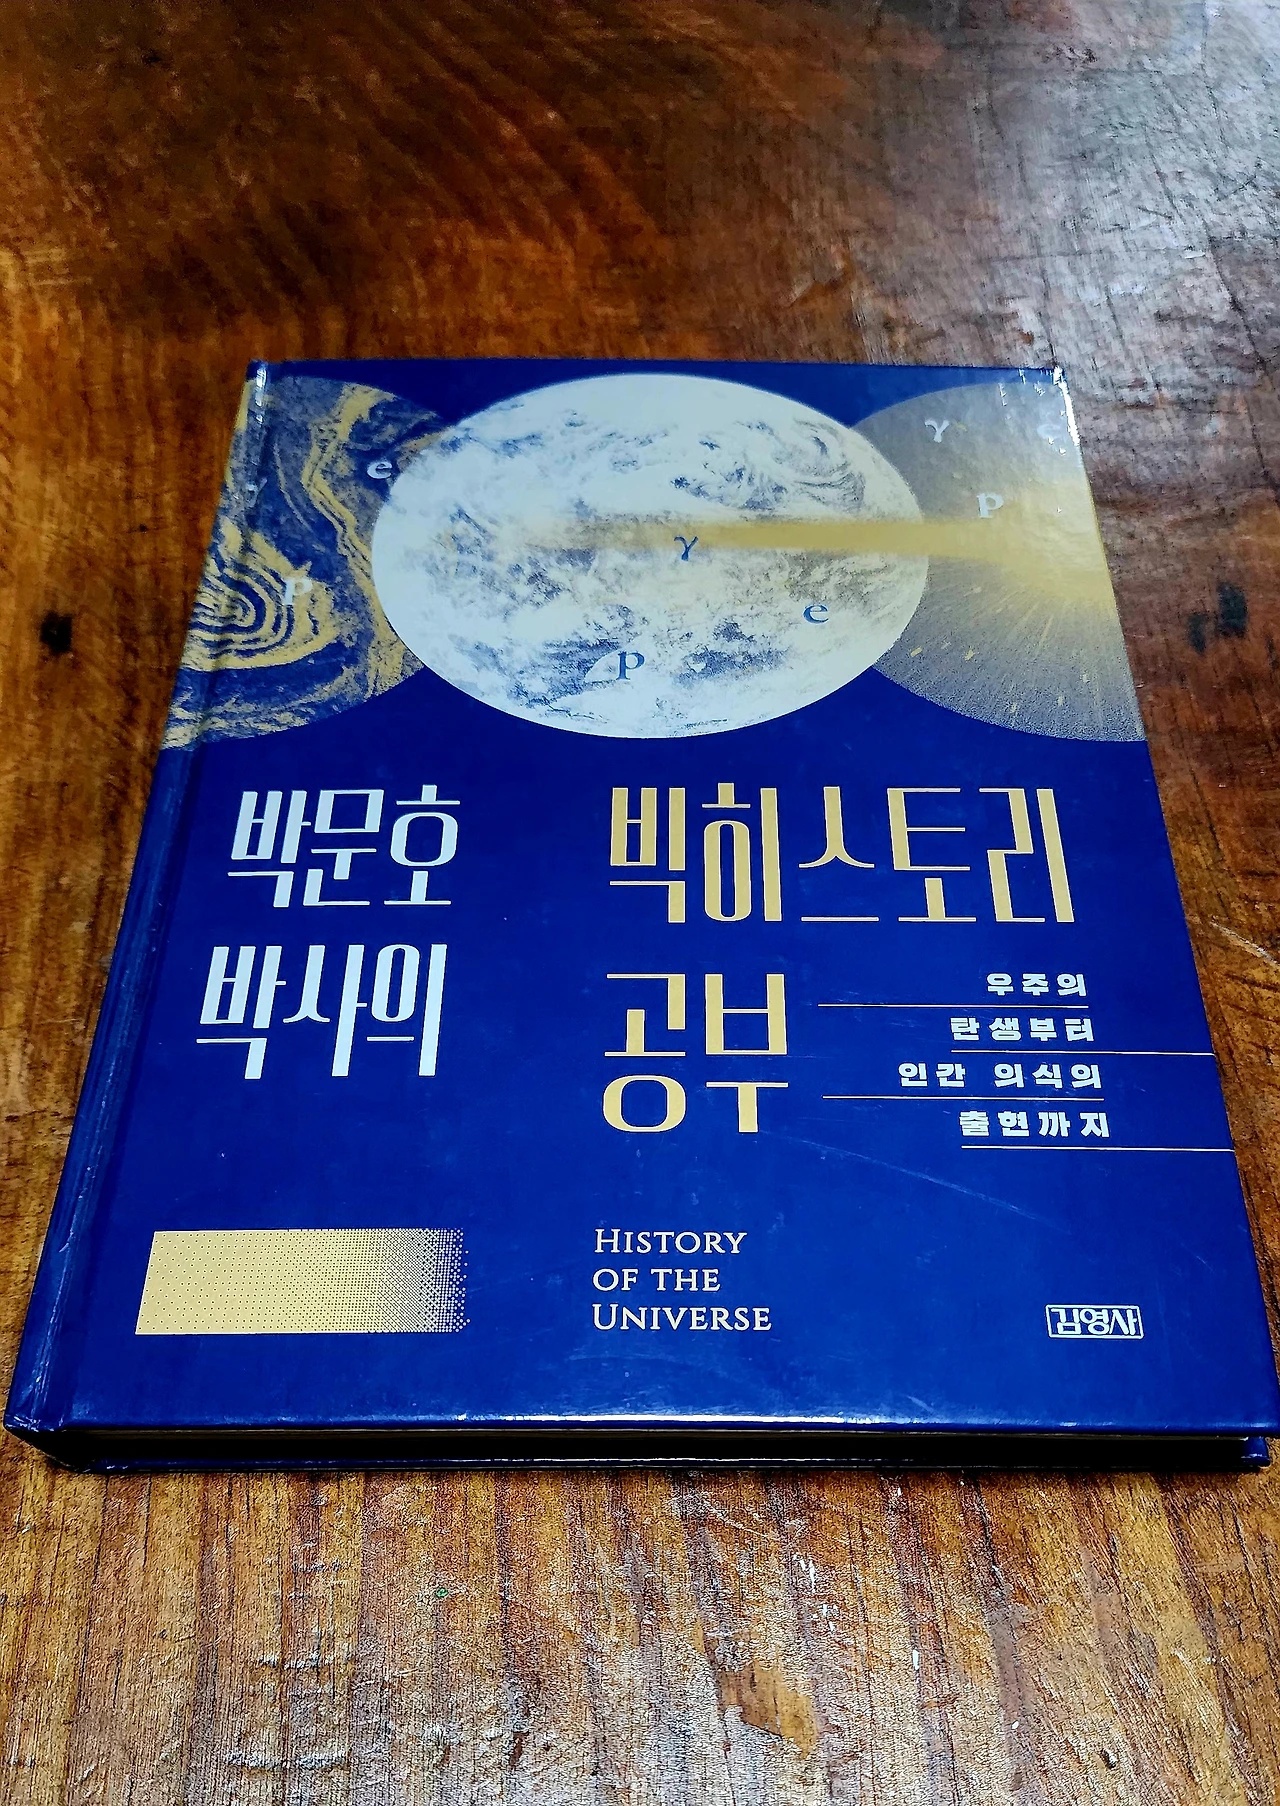 e
γ
e
γ
p
γ
p
e
p
박문호
박사의
빅히스토리
공부
우주의
탄생부터
인간 의식의
출현까지
HISTORY
OF THE
UNIVERSE
김영사